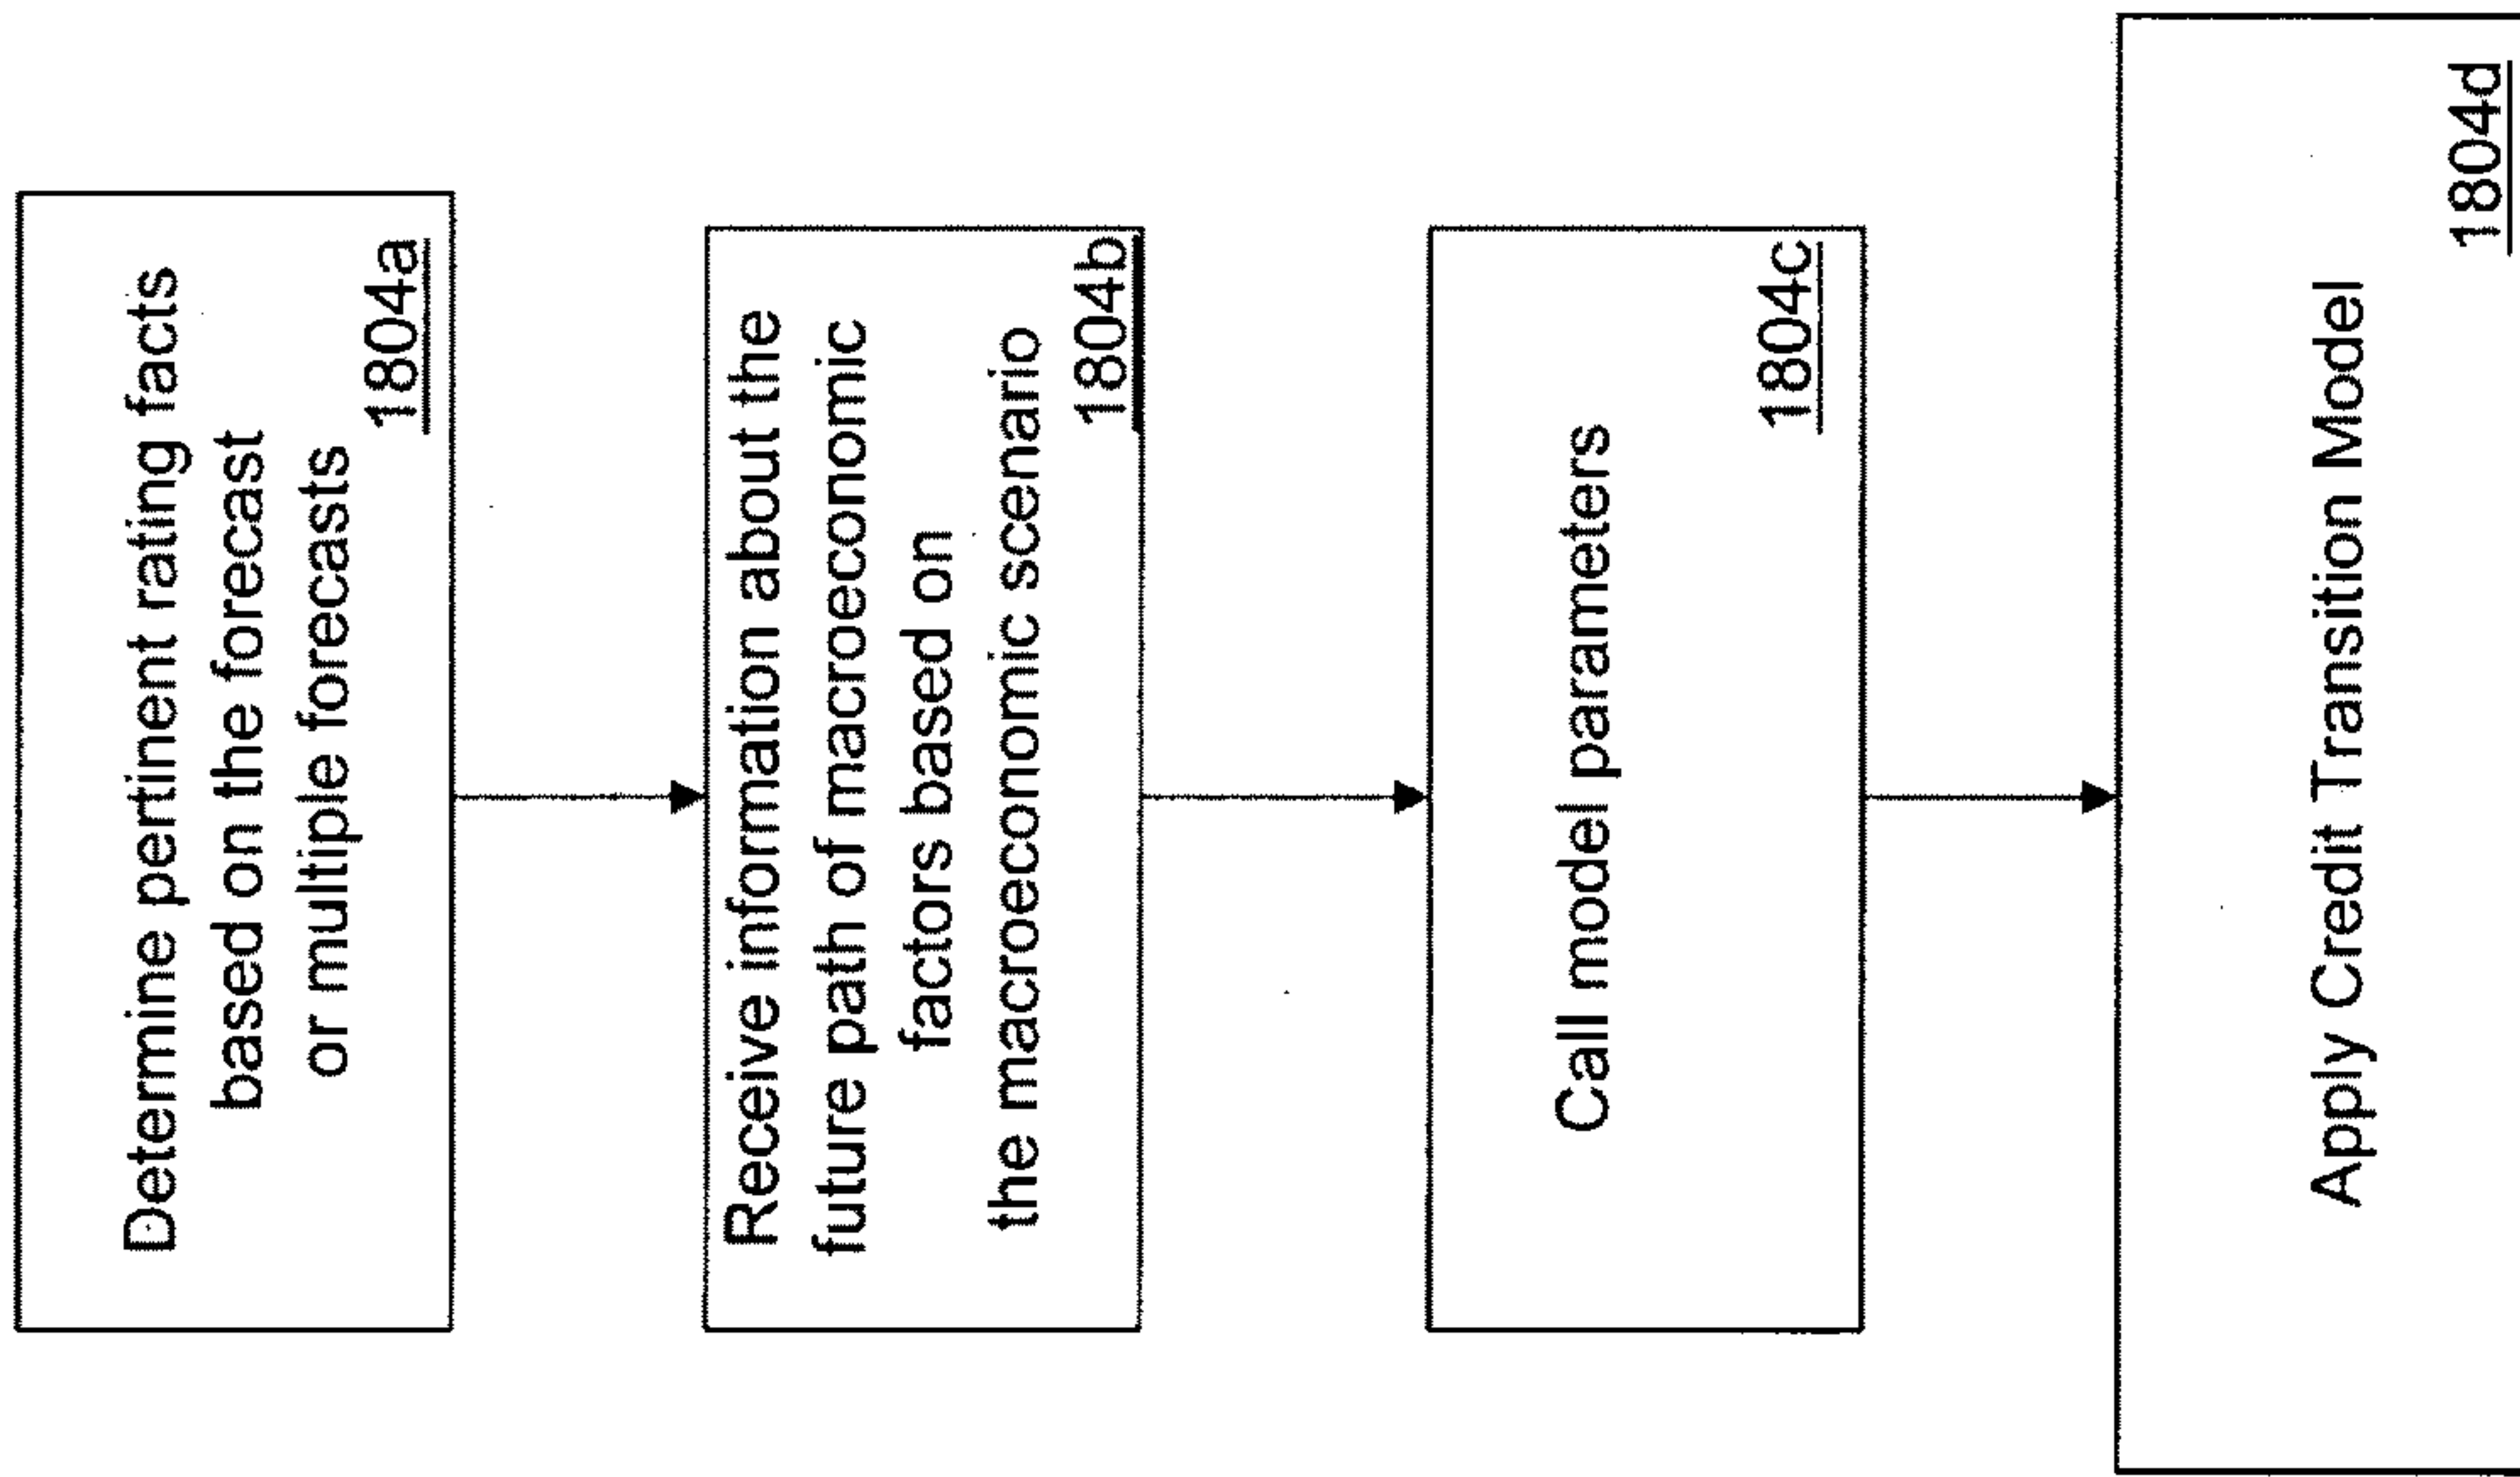 Determine pertinent rating facts
based on the forecast
or multiple forecasts
1804a
Receive information about the
future path of macroeconomic
factors based on
the macroeconomic scenario
1804b
Call model parameters
1804c
Apply Credit Transition Model
1804d